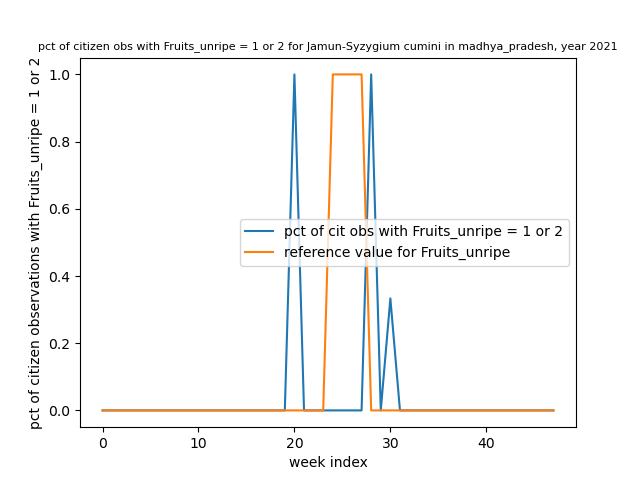 pct of citizen obs with Fruits_unripe = 1 or 2 for Jamun-Syzygium cumini in madhya_pradesh, year 2021
pct of citizen observations with Fruits_unripe = 1 or 2
1.0
0.8
0.6
0.4
0.2
0.0
pct of cit obs with Fruits_unripe = 1 or 2
reference value for Fruits_unripe
0 10 20 30 40
week index